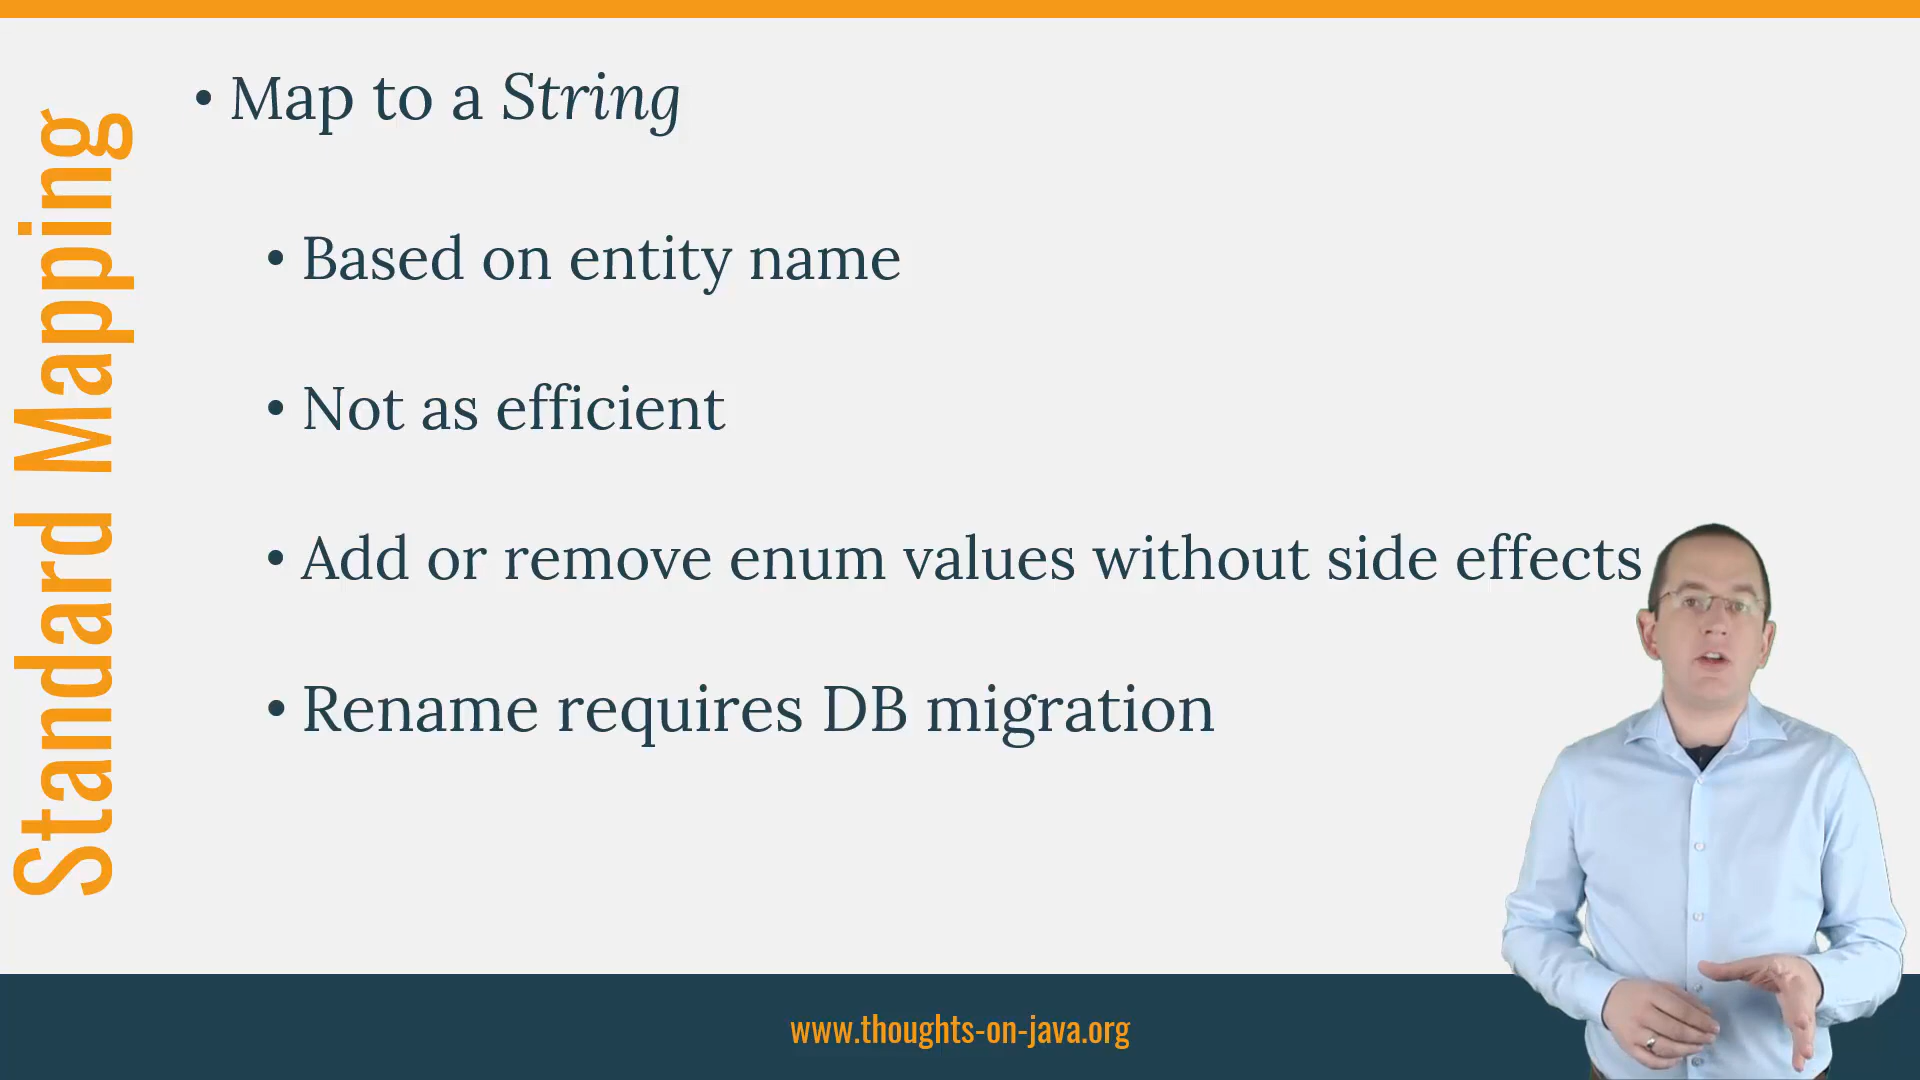 Standard Mapping
• Map to a String
• Based on entity name
• Not as efficient
• Add or remove enum values without side effects
• Rename requires DB migration
www.thoughts-on-java.org